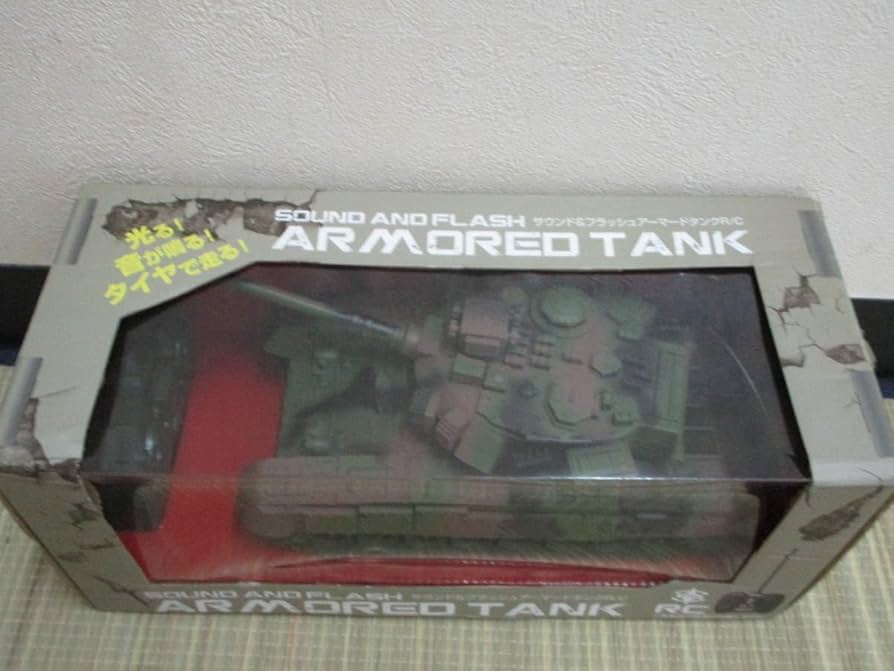 光る!
音が鳴る!
タイヤで走る!
SOUND AND FLASH サウンド&フラッシュアーマードタンクR/C
ARMORED TANK
SOUND AND FLASH
ARMORED TANK
RC